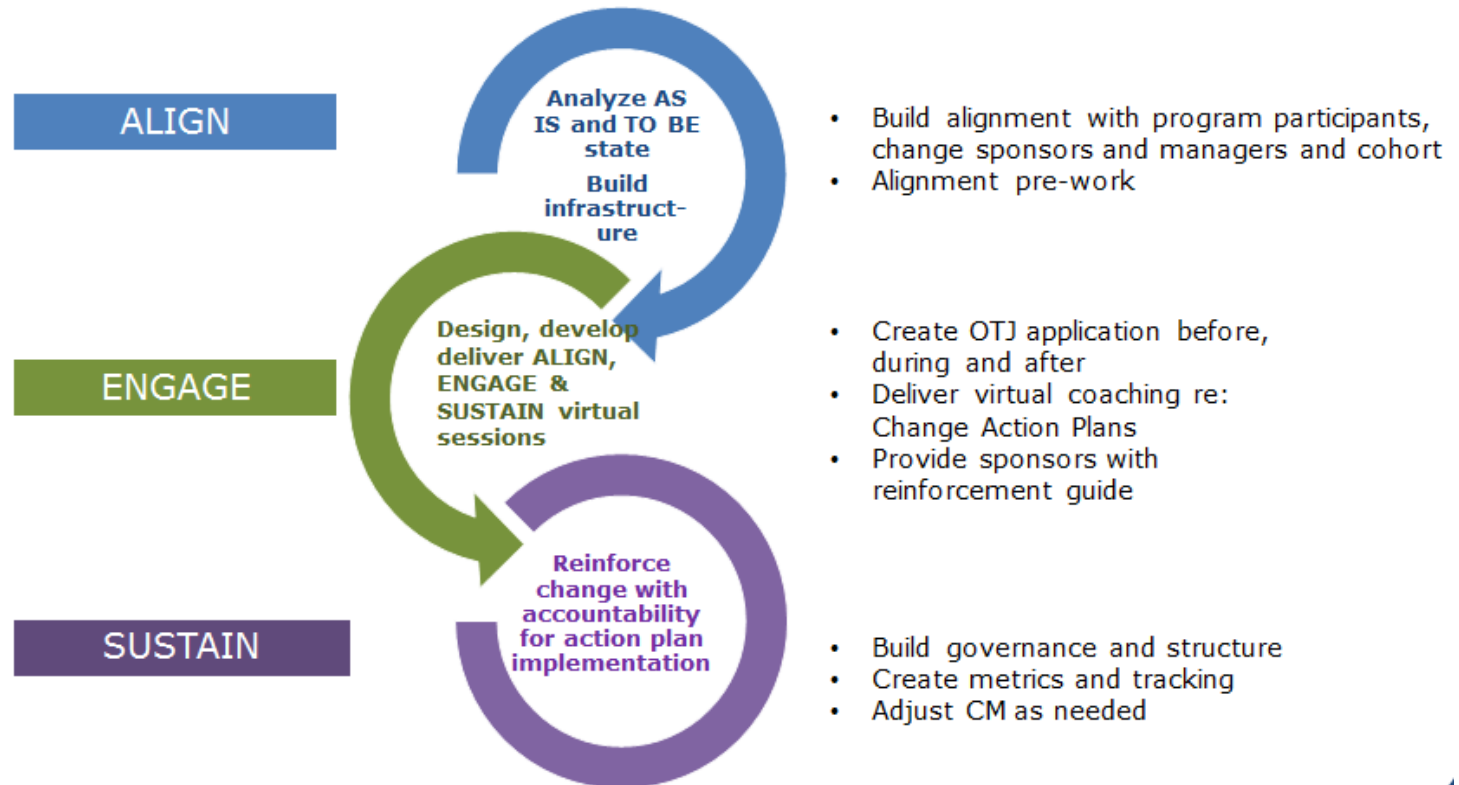 ALIGN
Analyze AS
IS and TO BE
state
Build
infrastruct-
ure
• Build alignment with program participants,
change sponsors and managers and cohort
• Alignment pre-work
ENGAGE
Design, develop
deliver ALIGN,
ENGAGE &
SUSTAIN virtual
sessions
• Create OTJ application before,
during and after
• Deliver virtual coaching re:
Change Action Plans
• Provide sponsors with
reinforcement guide
SUSTAIN
Reinforce
change with
accountability
for action plan
implementation
• Build governance and structure
• Create metrics and tracking
• Adjust CM as needed